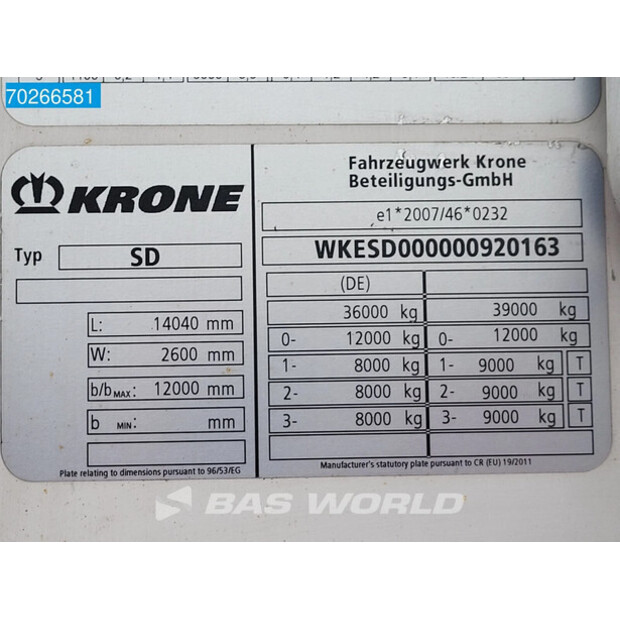 70266581
KRONE
Typ SD
L: 14040 mm
W: 2600 mm
b/b MAX: 12000 mm
b MIN: mm
Plate relating to dimensions pursuant to 96/53/EG
Fahrzeugwerk Krone
Beteiligungs-GmbH
e1*2007/46*0232
WKESD000000920163
(DE)
36000 kg 39000 kg
0- 12000 kg 0- 12000 kg
1- 8000 kg 1- 9000 kg T
2- 8000 kg 2- 9000 kg T
3- 8000 kg 3- 9000 kg T
Manufacturer's statutory plate pursuant to CR (EU) 19/2011
BAS WORLD